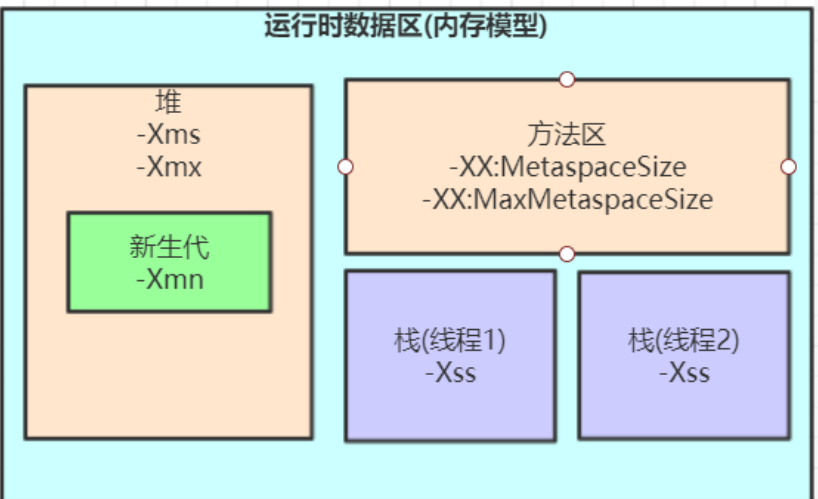 运行时数据区(内存模型)
堆
-Xms
-Xmx
新生代
-Xmn
方法区
-XX:MetaspaceSize
-XX:MaxMetaspaceSize
栈(线程1)
-Xss
栈(线程2)
-Xss